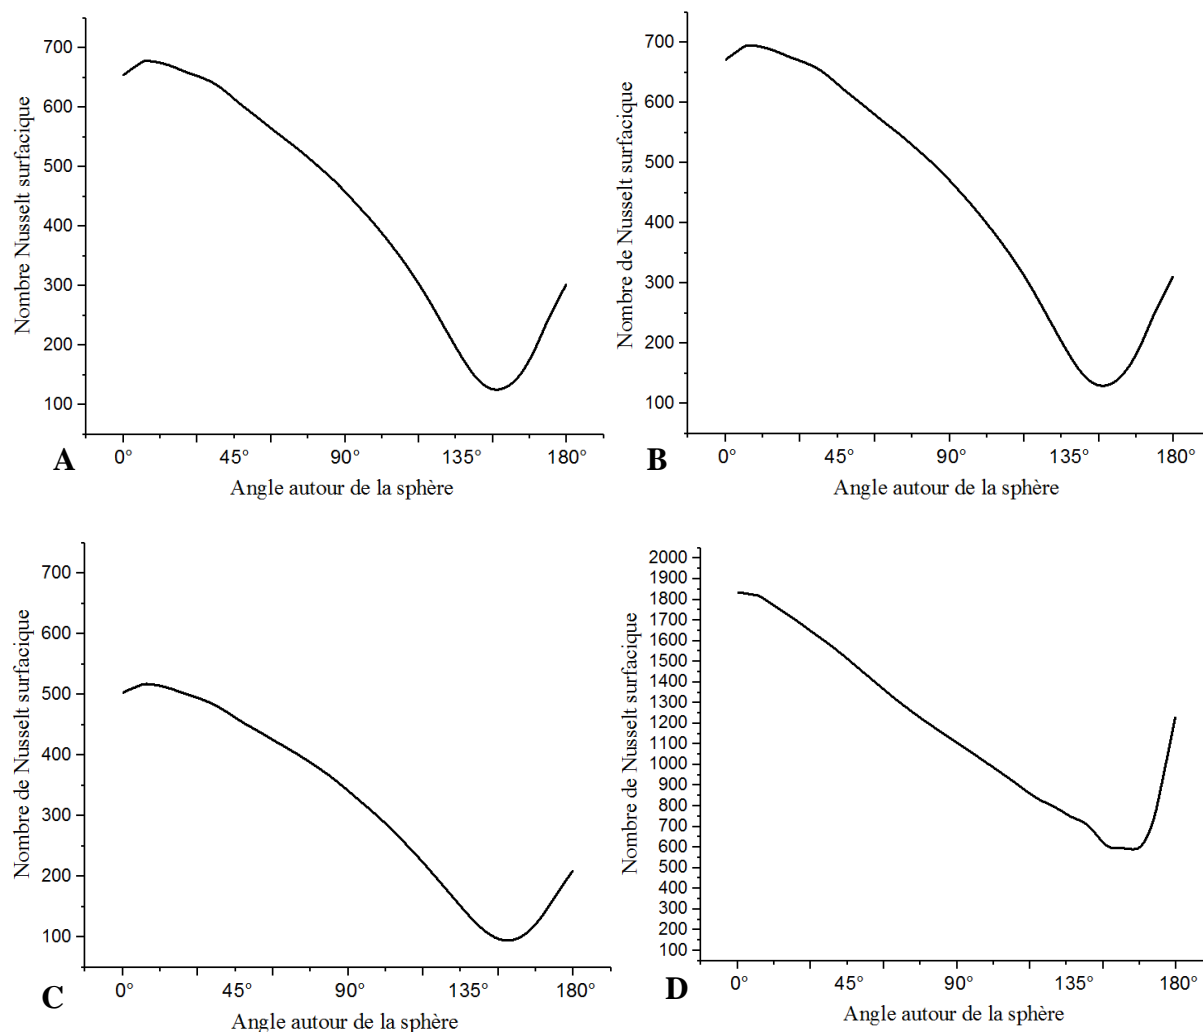 700
600
500
400
300
200
100
Nombre Nusselt surfacique
0° 45° 90° 135° 180°
Angle autour de la sphère
A
700
600
500
400
300
200
100
Nombre de Nusselt surfacique
0° 45° 90° 135° 180°
Angle autour de la sphère
B
700
600
500
400
300
200
100
Nombre de Nusselt surfacique
0° 45° 90° 135° 180°
Angle autour de la sphère
C
2000
1900
1800
1700
1600
1500
1400
1300
1200
1100
1000
900
800
700
600
500
400
300
200
100
Nombre de Nusselt surfacique
0° 45° 90° 135° 180°
Angle autour de la sphère
D